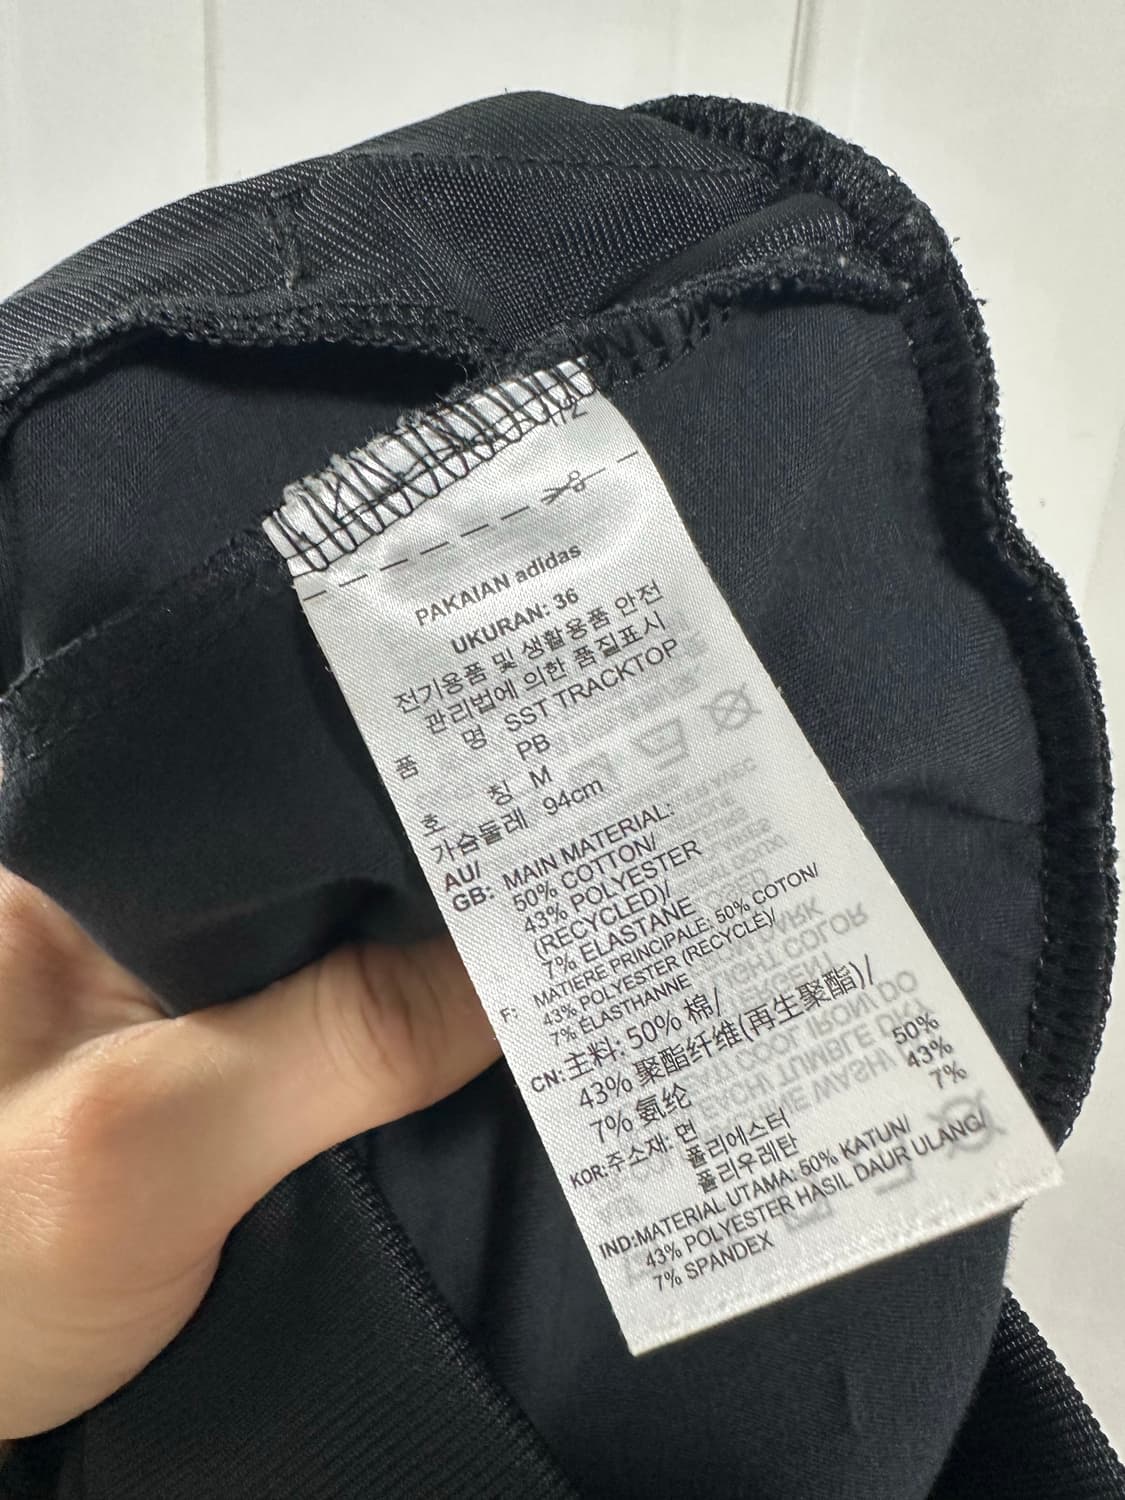 PAKAIAN adidas
UKURAN: 36
전기용품 및 생활용품 안전
관리법에 의한 품질표시
품 명 SST TRACKTOP
PB
호 칭 M
가슴둘레 94cm
AU/
GB: MAIN MATERIAL:
50% COTTON/
43% POLYESTER
(RECYCLED)/
7% ELASTANE
F: MATIERE PRINCIPALE: 50% COTON/
43% POLYESTER (RECYCLE)/
7% ELASTHANNE
CN: 主料: 50% 棉/
43% 聚酯纤维(再生聚酯)/
7% 氨纶
KOR: 주소재: 면 50%
폴리에스터 43%
폴리우레탄 7%
IND: MATERIAL UTAMA: 50% KATUN/
43% POLYESTER HASIL DAUR ULANG/
7% SPANDEX